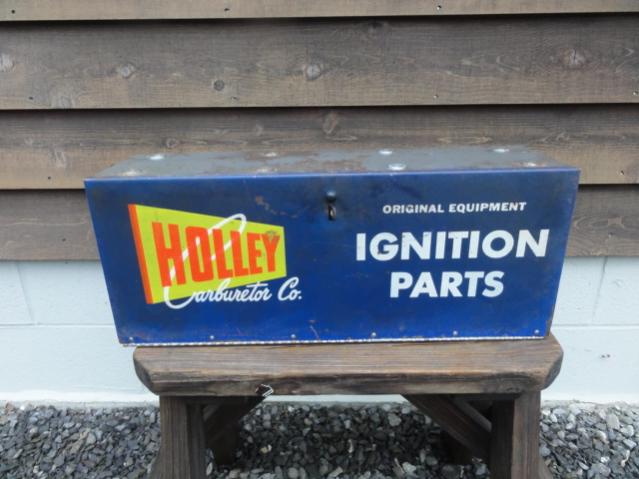 HOLLEY
Carburetor Co.
ORIGINAL EQUIPMENT
IGNITION
PARTS